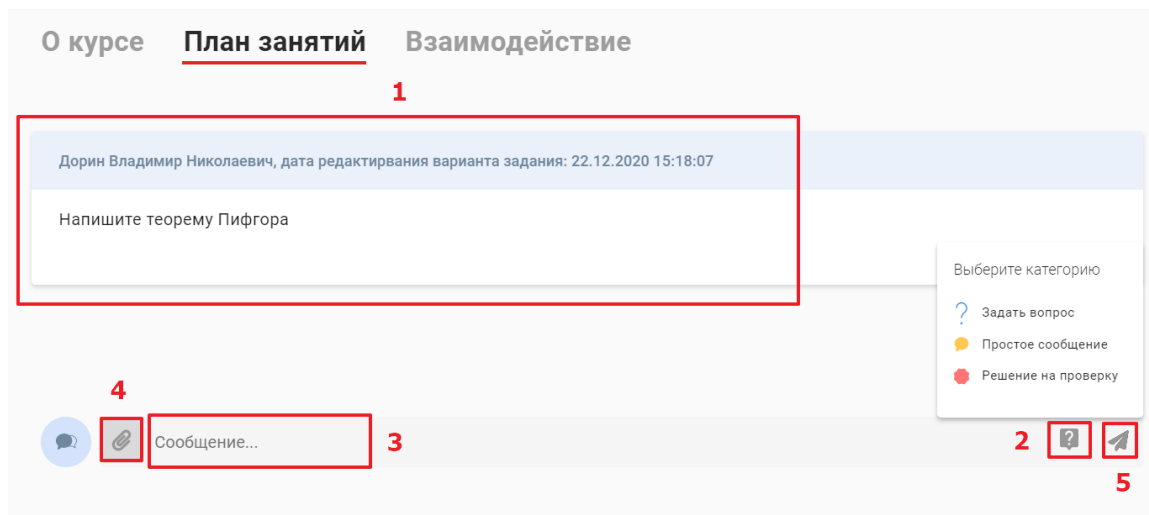 О курсе План занятий Взаимодействие
1
Дорин Владимир Николаевич, дата редактирвания варианта задания: 22.12.2020 15:18:07
Напишите теорему Пифгора
Выберите категорию
Задать вопрос
Простое сообщение
Решение на проверку
4
Сообщение...
3
2
5